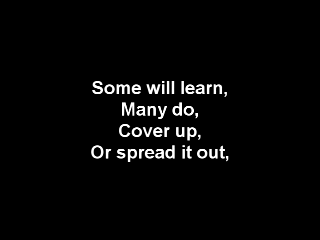 Some will learn,
Many do,
Cover up,
Or spread it out,